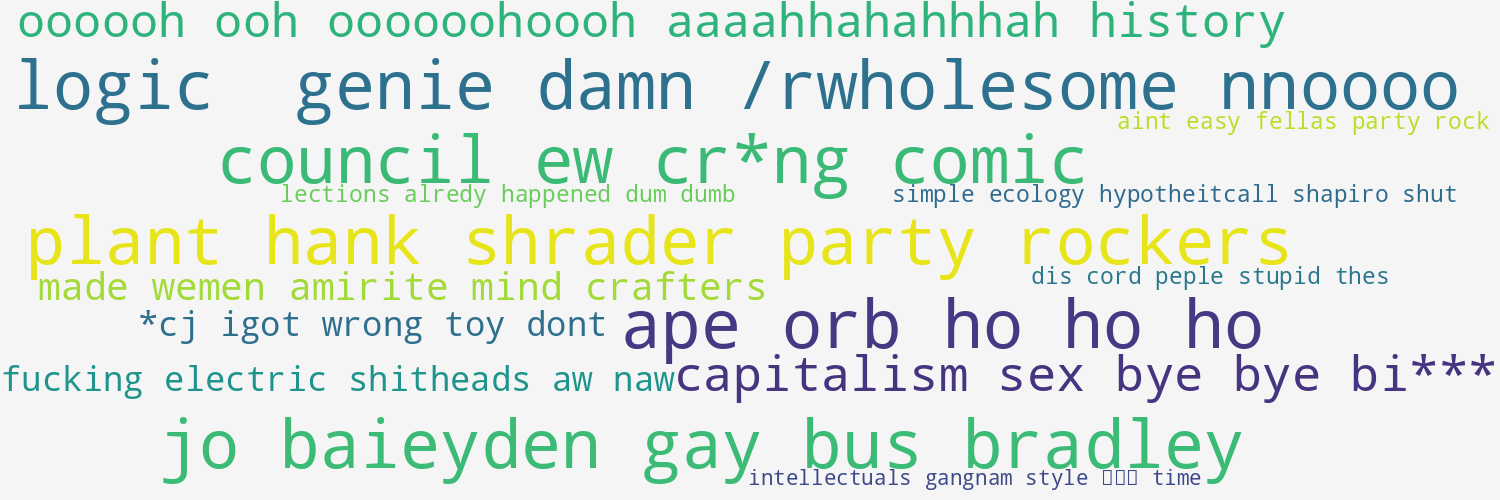 oooooh ooh oooooohoooh aaaahhahahhhah history
logic genie damn /rwholesome nnoooo
aint easy fellas party rock
council ew cr*ng comic
lections alredy happened dum dumb
simple ecology hypotheitcall shapiro shut
plant hank shrader party rockers
dis cord peple stupid thes
made wemen amirite mind crafters
*cj igot wrong toy dont
ape orb ho ho ho
fucking electric shitheads aw naw
capitalism sex bye bye bi***
jo baieyden gay bus bradley
intellectuals gangnam style □□□ time